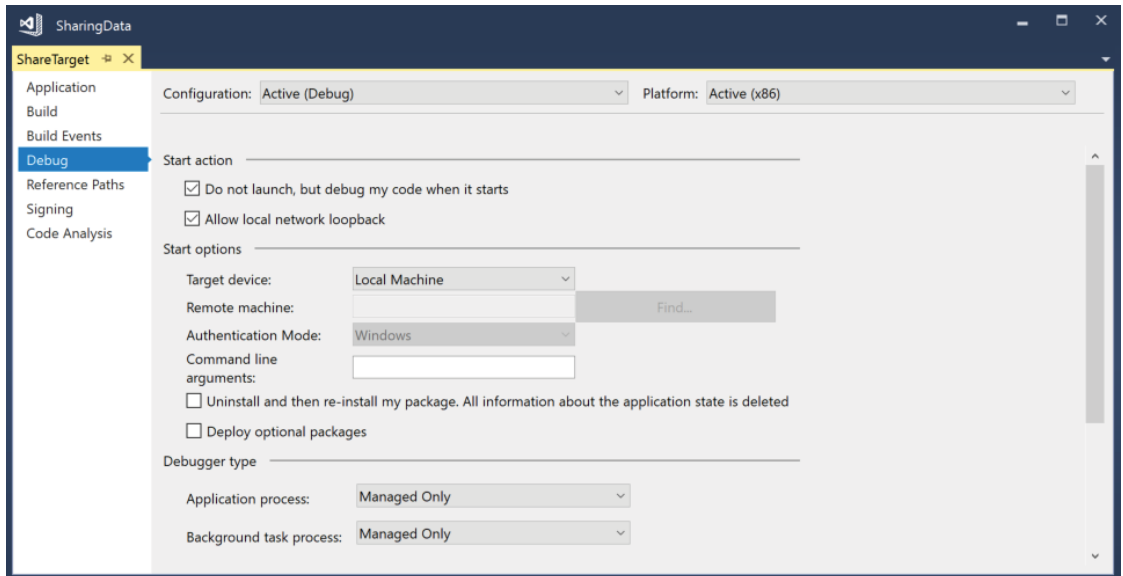 SharingData
ShareTarget
Application
Build
Build Events
Debug
Reference Paths
Signing
Code Analysis
Configuration: Active (Debug) Platform: Active (x86)
Start action
Do not launch, but debug my code when it starts
Allow local network loopback
Start options
Target device: Local Machine
Remote machine: Find...
Authentication Mode: Windows
Command line
arguments:
Uninstall and then re-install my package. All information about the application state is deleted
Deploy optional packages
Debugger type
Application process: Managed Only
Background task process: Managed Only